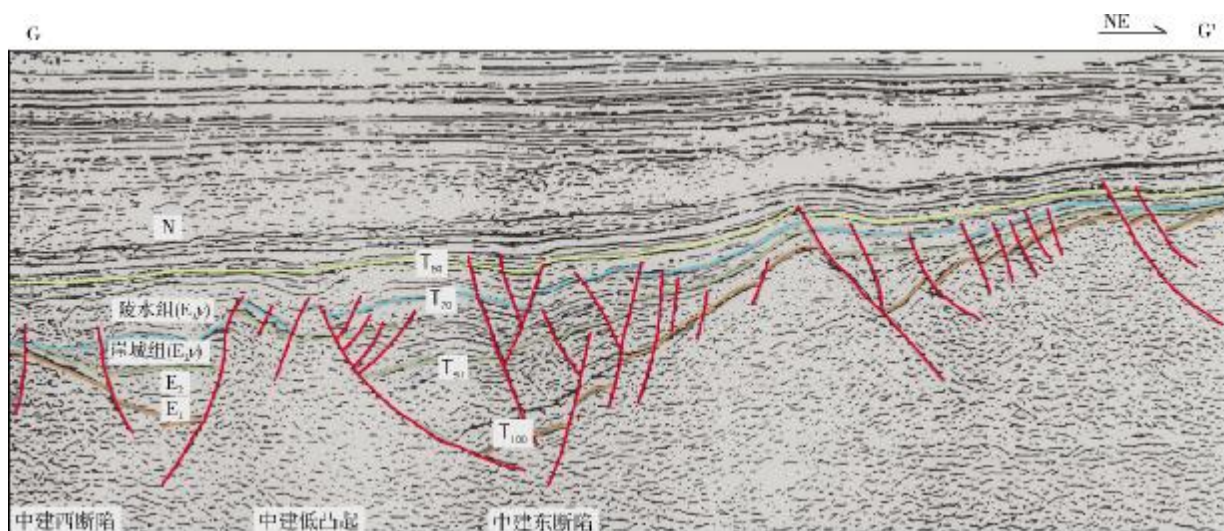 G
NE
G'
N
T₆₀
陵水组(E₃l)
T₇₀
崖城组(E₃y)
E₂
E₁
T₈₀
T₁₀₀
中建西断陷
中建低凸起
中建东断陷